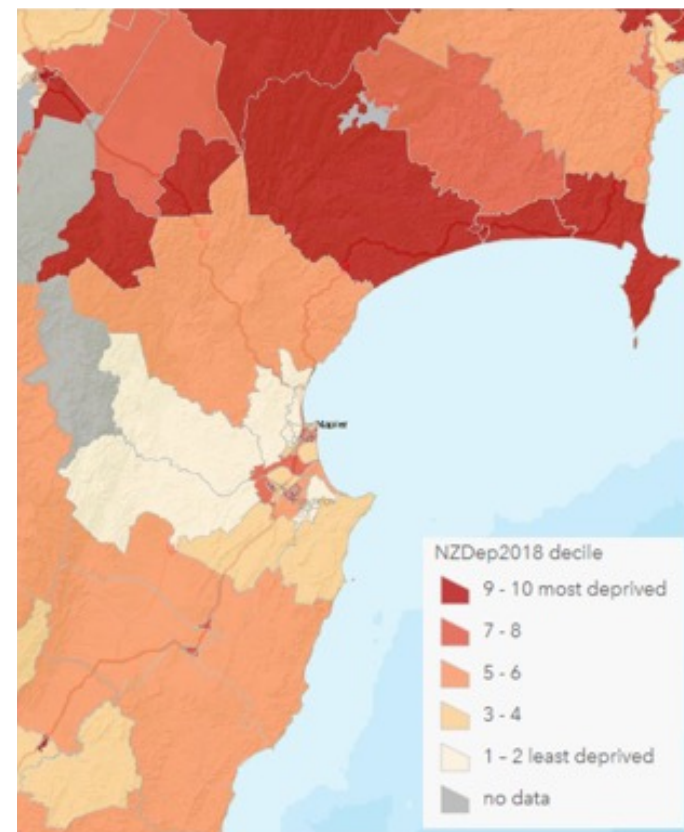 Napier
NZDep2018 decile
9 - 10 most deprived
7 - 8
5 - 6
3 - 4
1 - 2 least deprived
no data